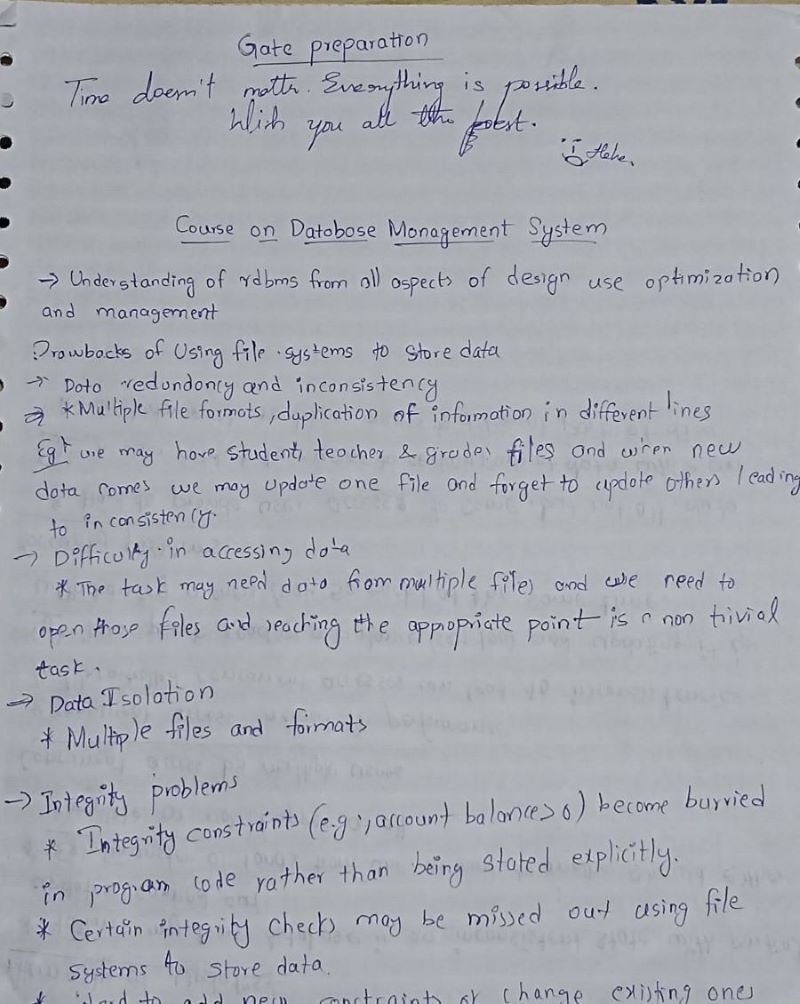 Gate preparation
Time doesn't matter. Everything is possible.
Wish you all the best.
Course on Database Management System
→ Understanding of rdbms from all aspects of design use optimization
and management
Drawbacks of Using file systems to store data
→ Data redundancy and inconsistency
→ * Multiple file formats, duplication of information in different lines
Eg: we may have student, teacher & grades files and when new
data comes we may update one file and forget to update others leading
to inconsistency.
→ Difficulty in accessing data
* The task may need data from multiple files and we need to
open those files and reaching the appropriate point is a non trivial
task.
→ Data Isolation
* Multiple files and formats
→ Integrity problems
* Integrity constraints (e.g:, account balance > 0) become burried
in program code rather than being stated explicitly.
* Certain integrity checks may be missed out using file
systems to store data.
* Hard to add new constraints or change existing ones